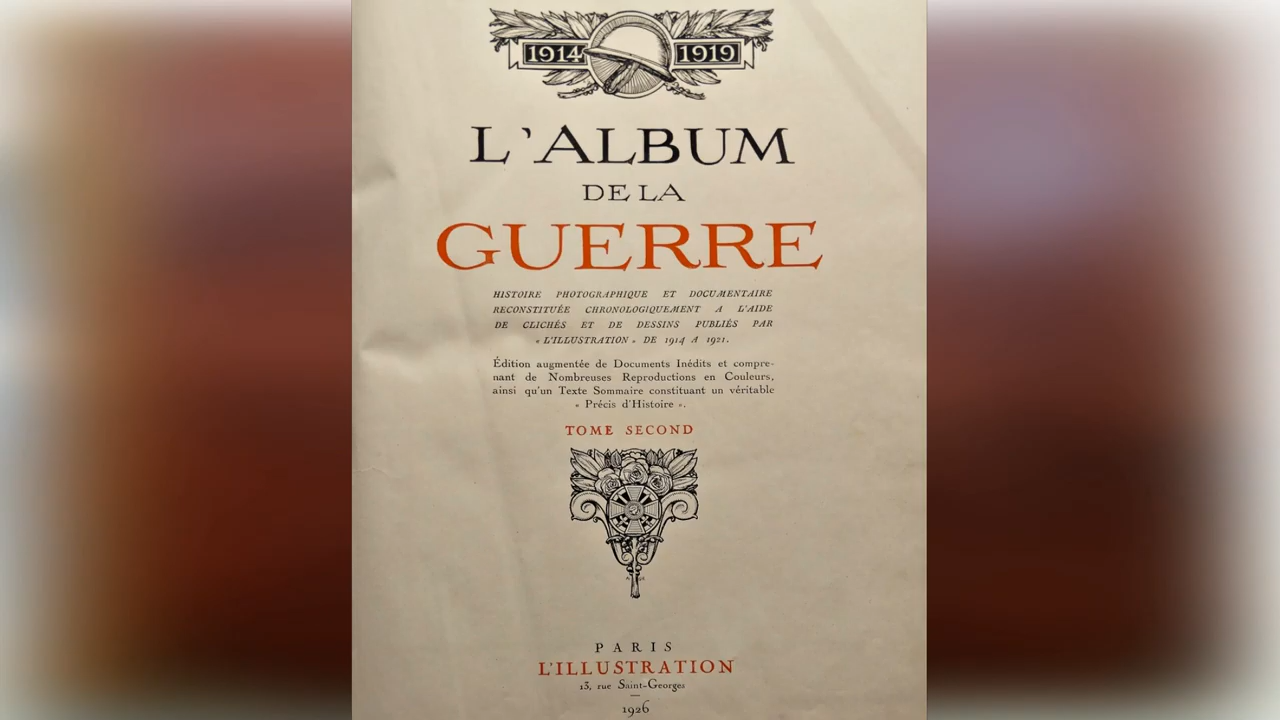 1914 1919
L'ALBUM
DE LA
GUERRE
HISTOIRE PHOTOGRAPHIQUE ET DOCUMENTAIRE
RECONSTITUÉE CHRONOLOGIQUEMENT A L'AIDE
DE CLICHÉS ET DE DESSINS PUBLIÉS PAR
« L'ILLUSTRATION » DE 1914 A 1921.
Édition augmentée de Documents Inédits et compre-
nant de Nombreuses Reproductions en Couleurs,
ainsi qu'un Texte Sommaire constituant un véritable
« Précis d'Histoire ».
TOME SECOND
PARIS
L'ILLUSTRATION
13, rue Saint-Georges
1926